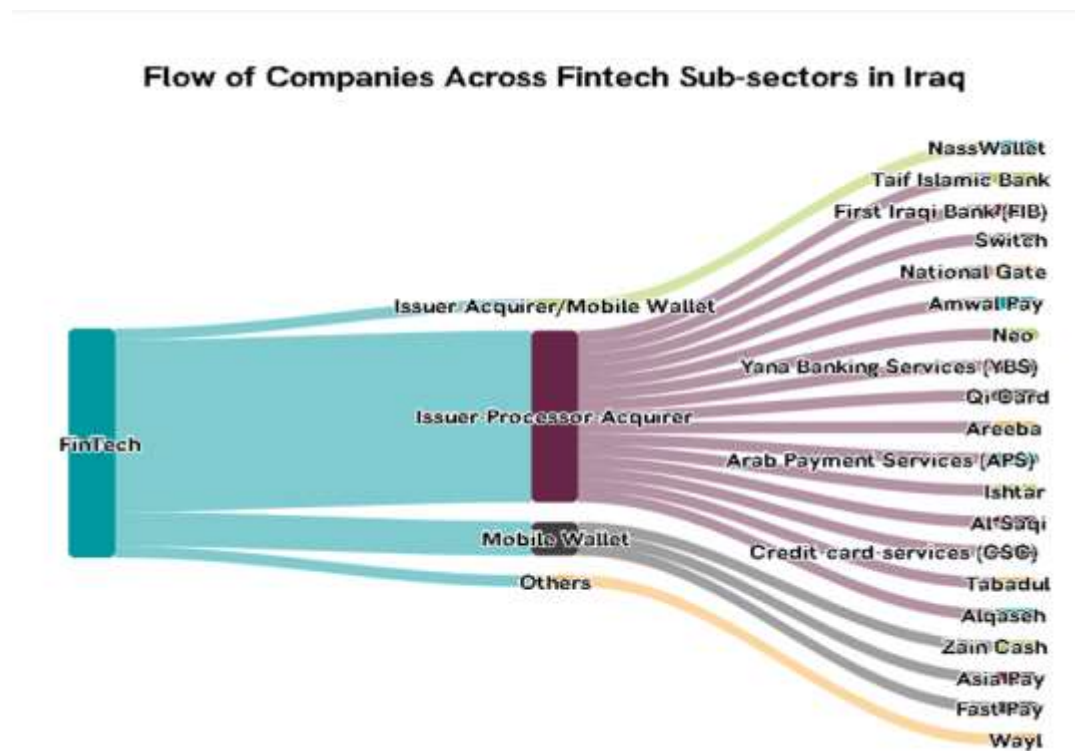 Flow of Companies Across Fintech Sub-sectors in Iraq
NassWallet
Taif Islamic Bank
First Iraqi Bank (FIB)
Switch
National Gate
Issuer Acquirer/Mobile Wallet
Amwal Pay
Neo
Yana Banking Services (YBS)
Qi Card
Issuer Processor Acquirer
Areeba
FinTech
Arab Payment Services (APS)
Ishtar
Al Saqi
Mobile Wallet
Credit card services (CSC)
Others
Tabadul
Alqaseh
Zain Cash
Asia Pay
Fast Pay
Wayl